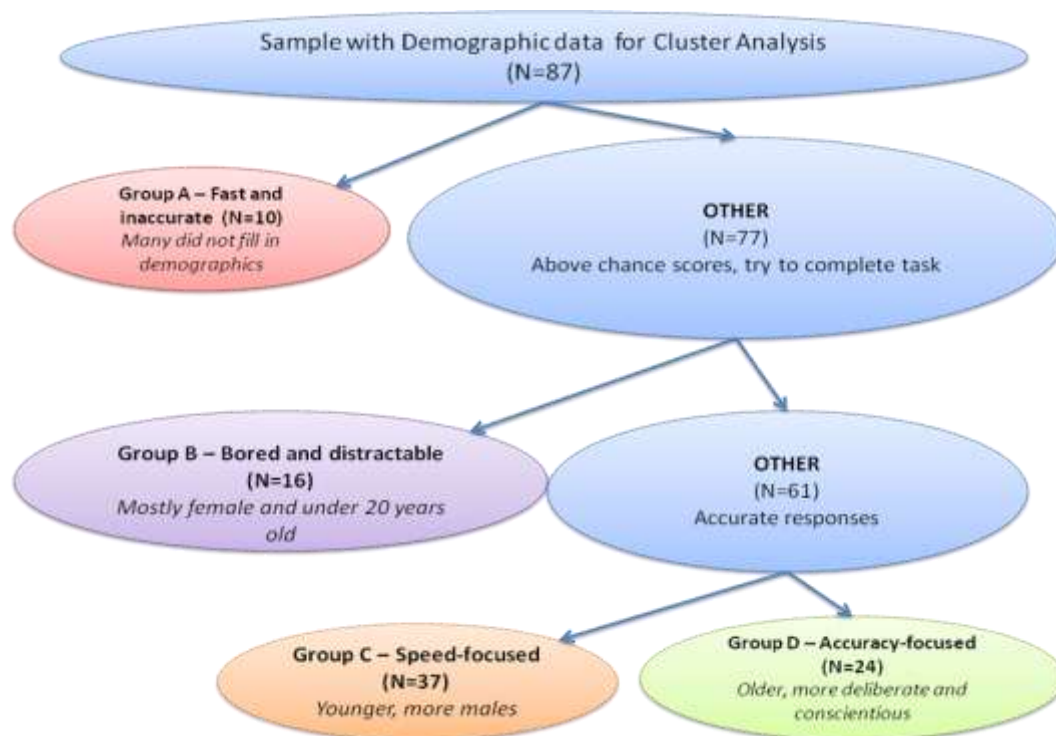 Sample with Demographic data for Cluster Analysis
(N=87)
Group A – Fast and
inaccurate (N=10)
Many did not fill in
demographics
OTHER
(N=77)
Above chance scores, try to complete task
Group B – Bored and distractable
(N=16)
Mostly female and under 20 years
old
OTHER
(N=61)
Accurate responses
Group C – Speed-focused
(N=37)
Younger, more males
Group D – Accuracy-focused
(N=24)
Older, more deliberate and
conscientious